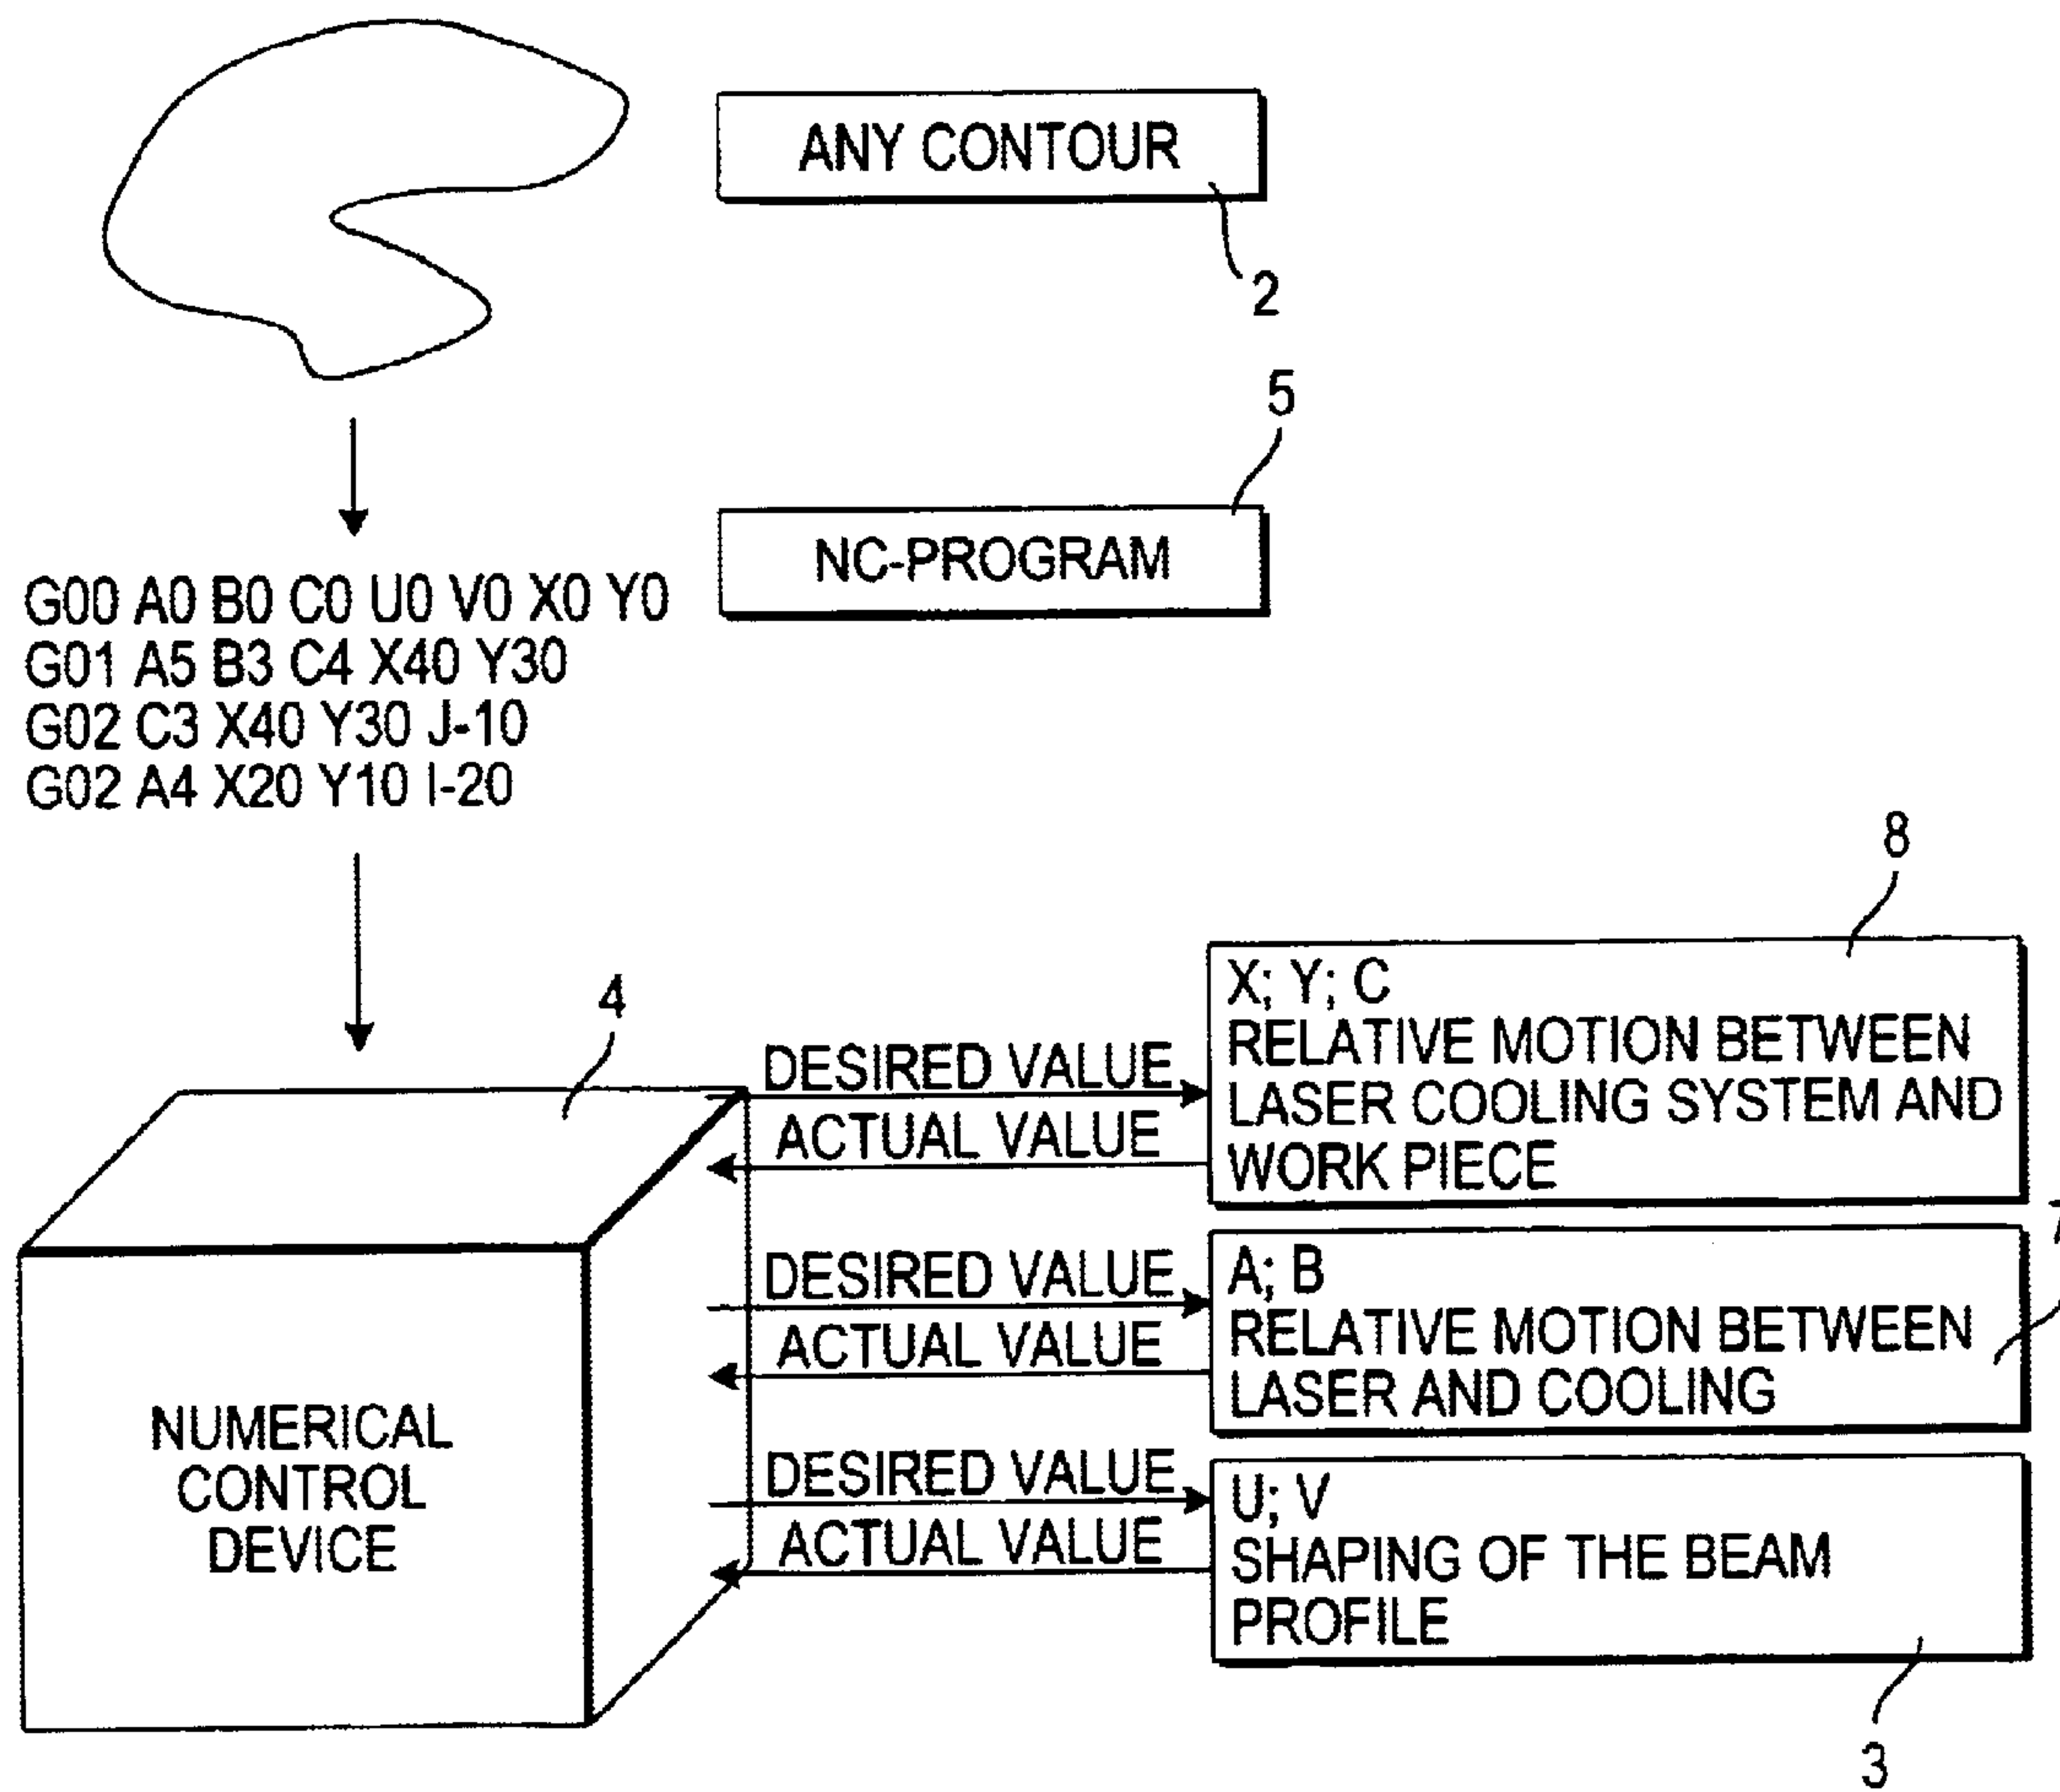 ANY CONTOUR
2
5
NC-PROGRAM
G00 A0 B0 C0 U0 V0 X0 Y0
G01 A5 B3 C4 X40 Y30
G02 C3 X40 Y30 J-10
G02 A4 X20 Y10 I-20
8
4
X; Y; C
RELATIVE MOTION BETWEEN
LASER COOLING SYSTEM AND
WORK PIECE
DESIRED VALUE
ACTUAL VALUE
A; B
RELATIVE MOTION BETWEEN
LASER AND COOLING
DESIRED VALUE
ACTUAL VALUE
U; V
SHAPING OF THE BEAM
PROFILE
DESIRED VALUE
ACTUAL VALUE
NUMERICAL
CONTROL
DEVICE
3